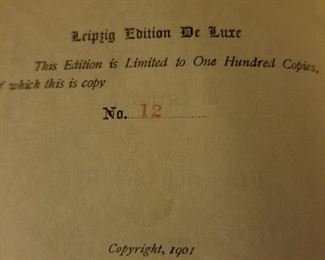 Leipzig Edition De Luxe
This Edition is Limited to One Hundred Copies,
f which this is copy
No. 12
Copyright, 1901